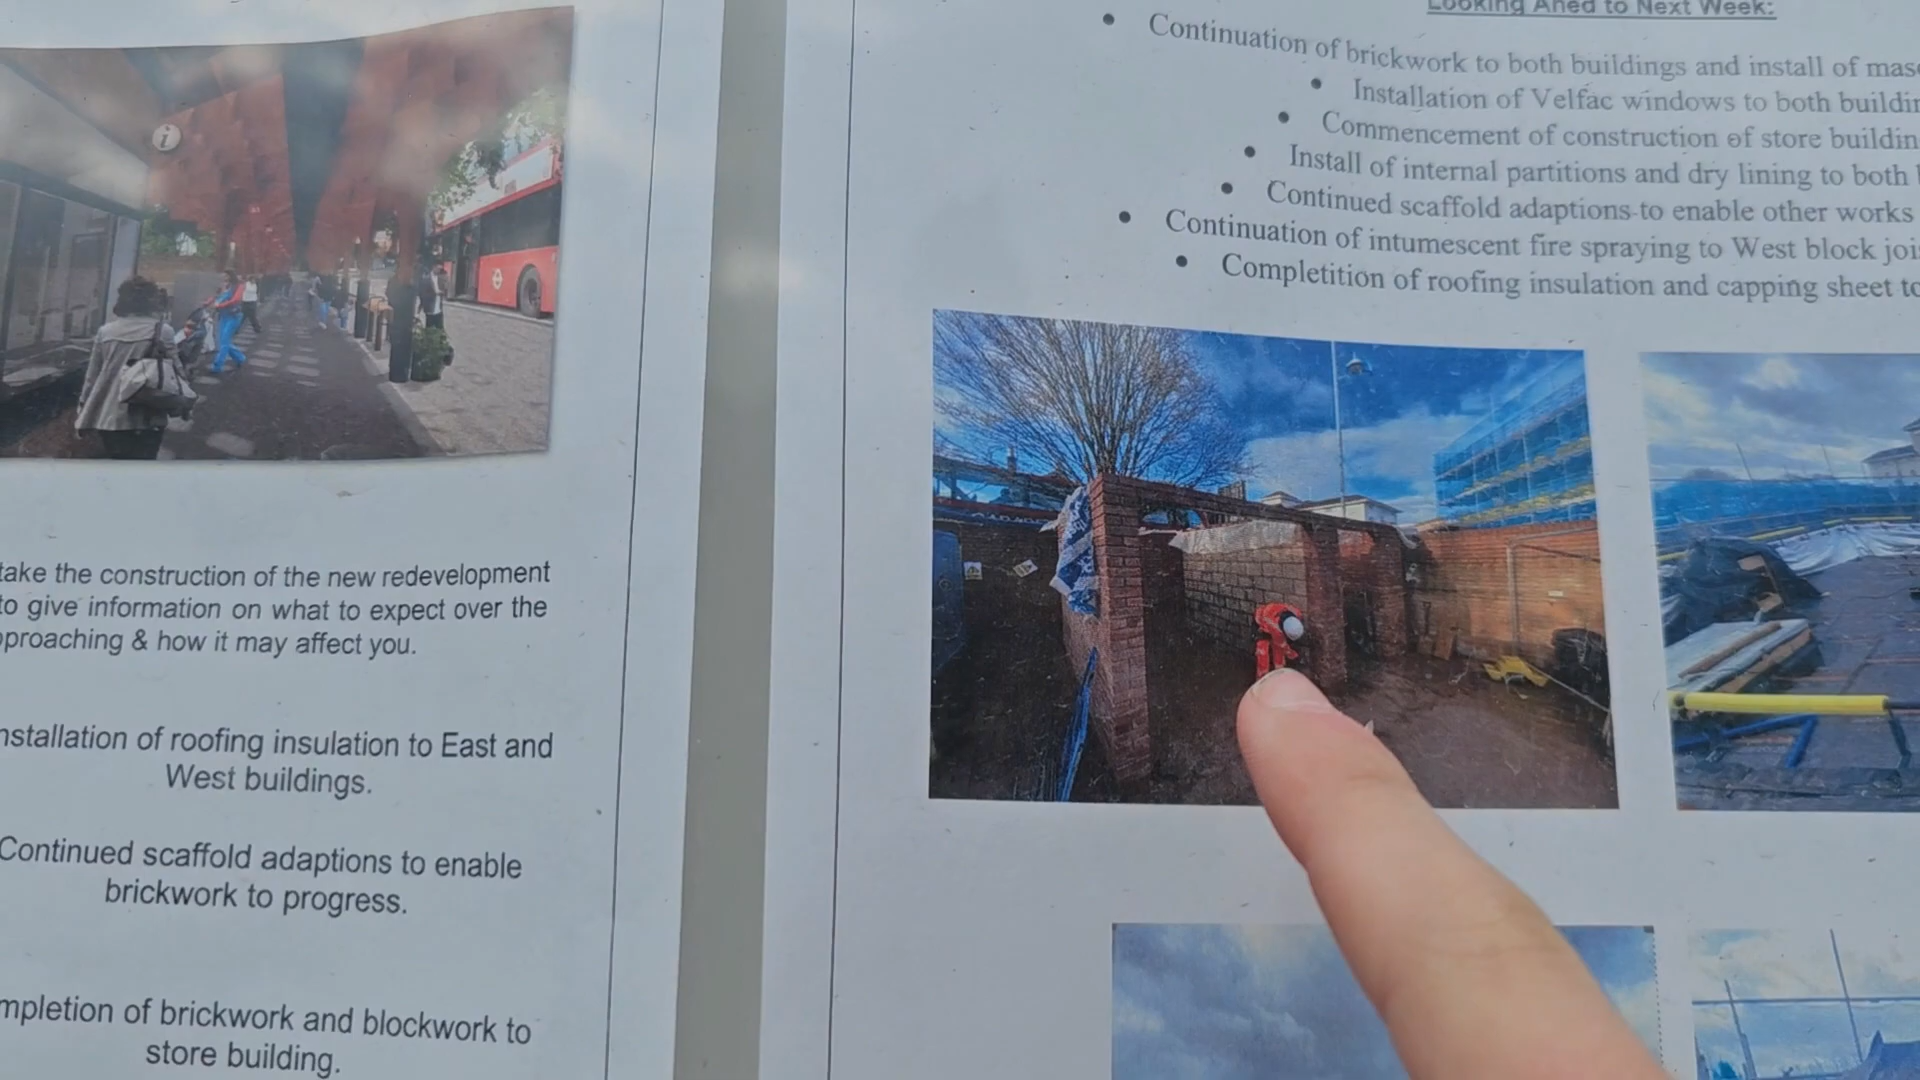 take the construction of the new redevelopment
to give information on what to expect over the
proaching & how it may affect you.
nstallation of roofing insulation to East and
West buildings.
Continued scaffold adaptions to enable
brickwork to progress.
mpletion of brickwork and blockwork to
store building.
Looking Ahed to Next Week:
• Continuation of brickwork to both buildings and install of mas
• Installation of Velfac windows to both buildin
• Commencement of construction of store buildin
• Install of internal partitions and dry lining to both
• Continued scaffold adaptions to enable other works
• Continuation of intumescent fire spraying to West block joi
• Completition of roofing insulation and capping sheet to